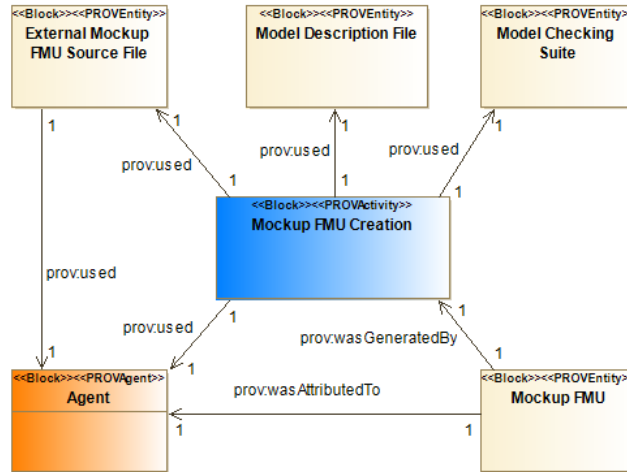 <<Block>><<PROVEntity>>
External Mockup
FMU Source File
<<Block>><<PROVEntity>>
Model Description File
<<Block>><<PROVEntity>>
Model Checking
Suite
1
1
1
1
prov:used
prov:used
prov:used
1
1
1
<<Block>><<PROVActivity>>
Mockup FMU Creation
prov:used
1
1
prov:used
prov:wasGeneratedBy
1
1
1
<<Block>><<PROVAgent>>
Agent
prov:wasAttributedTo
1
1
<<Block>><<PROVEntity>>
Mockup FMU